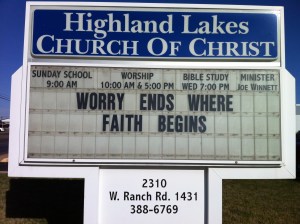 Highland Lakes
CHURCH OF CHRIST
SUNDAY SCHOOL WORSHIP BIBLE STUDY MINISTER
9:00 AM 10:00 AM & 5:00 PM WED 7:00 PM JOE WINNETT
WORRY ENDS WHERE
FAITH BEGINS
2310
W. Ranch Rd. 1431
388-6769